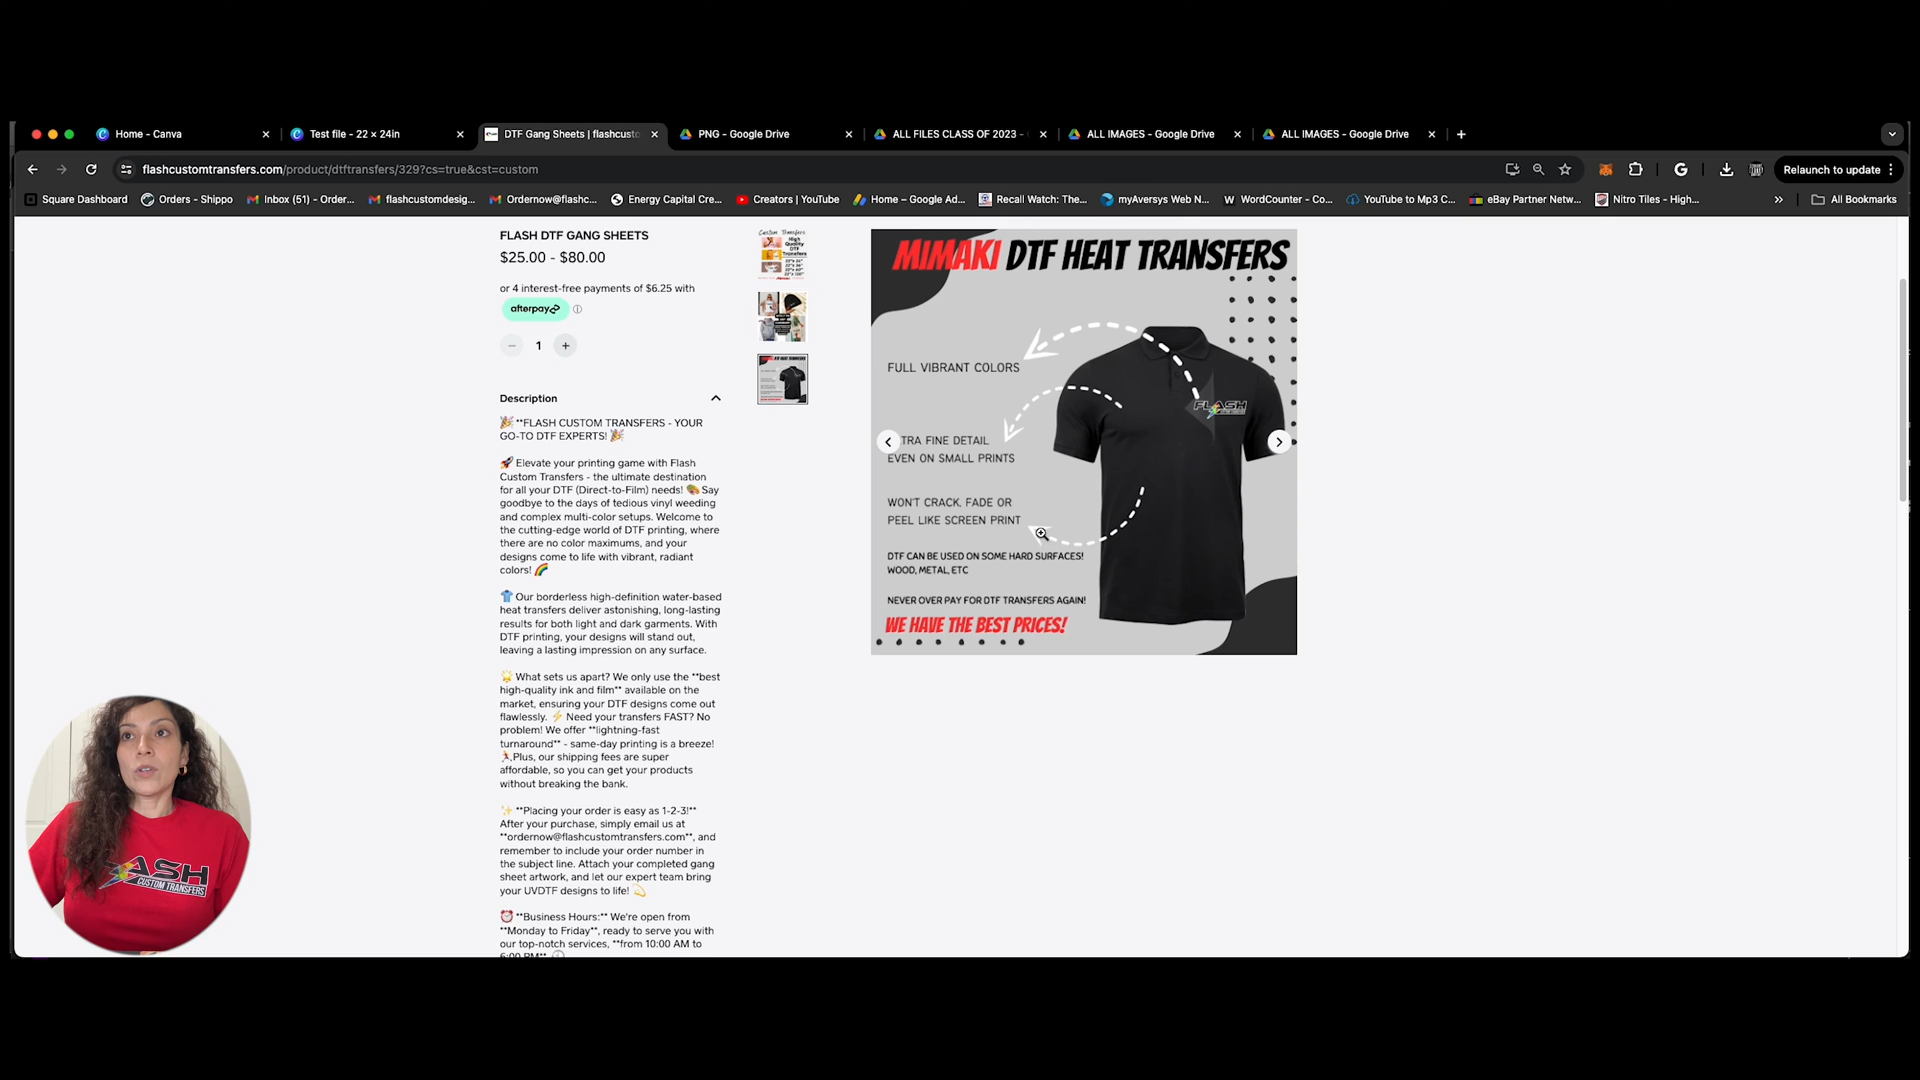 Home - Canva
Test file - 22 × 24in
DTF Gang Sheets | flashcusto
PNG - Google Drive
ALL FILES CLASS OF 2023 -
ALL IMAGES - Google Drive
ALL IMAGES - Google Drive
flashcustomtransfers.com/product/dtftransfers/329?cs=true&cst=custom
Relaunch to update
Square Dashboard
Orders - Shippo
Inbox (51) - Order...
flashcustomdesig...
Ordernow@flashc...
Energy Capital Cre...
Creators | YouTube
Home – Google Ad...
Recall Watch: The...
myAversys Web N...
WordCounter - Co...
YouTube to Mp3 C...
eBay Partner Netw...
Nitro Tiles - High...
All Bookmarks
FLASH DTF GANG SHEETS
$25.00 - $80.00
or 4 interest-free payments of $6.25 with
afterpay
1
Description
**FLASH CUSTOM TRANSFERS - YOUR
GO-TO DTF EXPERTS!
Elevate your printing game with Flash
Custom Transfers - the ultimate destination
for all your DTF (Direct-to-Film) needs! Say
goodbye to the days of tedious vinyl weeding
and complex multi-color setups. Welcome to
the cutting-edge world of DTF printing, where
there are no color maximums, and your
designs come to life with vibrant, radiant
colors!
Our borderless high-definition water-based
heat transfers deliver astonishing, long-lasting
results for both light and dark garments. With
DTF printing, your designs will stand out,
leaving a lasting impression on any surface.
What sets us apart? We only use the **best
high-quality ink and film** available on the
market, ensuring your DTF designs come out
flawlessly. Need your transfers FAST? No
problem! We offer **lightning-fast
turnaround** - same-day printing is a breeze!
Plus, our shipping fees are super
affordable, so you can get your products
without breaking the bank.
**Placing your order is easy as 1-2-3!**
After your purchase, simply email us at
**ordernow@flashcustomtransfers.com**, and
remember to include your order number in
the subject line. Attach your completed gang
sheet artwork, and let our expert team bring
your UVDTF designs to life!
**Business Hours:** We're open from
**Monday to Friday**, ready to serve you with
our top-notch services, **from 10:00 AM to
6:00 PM**
MIMAKI DTF HEAT TRANSFERS
FULL VIBRANT COLORS
TRA FINE DETAIL
EVEN ON SMALL PRINTS
WON'T CRACK, FADE OR
PEEL LIKE SCREEN PRINT
DTF CAN BE USED ON SOME HARD SURFACES!
WOOD, METAL, ETC
NEVER OVER PAY FOR DTF TRANSFERS AGAIN!
WE HAVE THE BEST PRICES!
FLASH
ASH
CUSTOM TRANSFERS